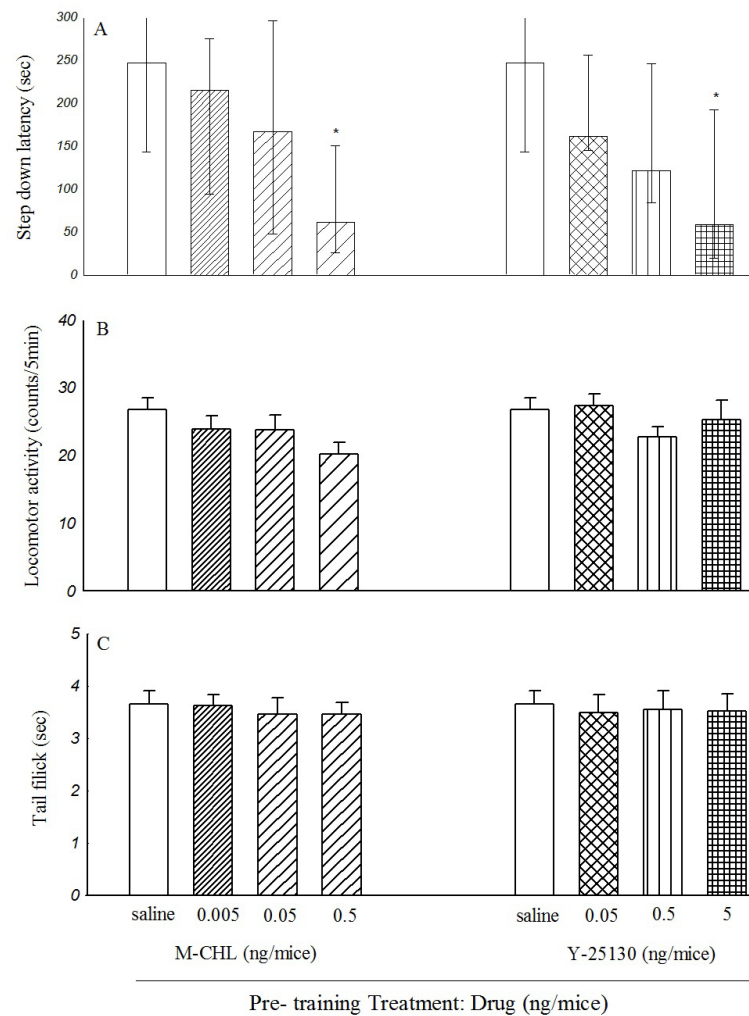 A
Step down latency (sec)
300
250
200
150
100
50
0
*
*
B
Locomotor activity (counts/5min)
40
30
20
10
0
C
Tail filick (sec)
5
4
3
2
1
0
saline 0.005 0.05 0.5 saline 0.05 0.5 5
M-CHL (ng/mice) Y-25130 (ng/mice)
Pre- training Treatment: Drug (ng/mice)